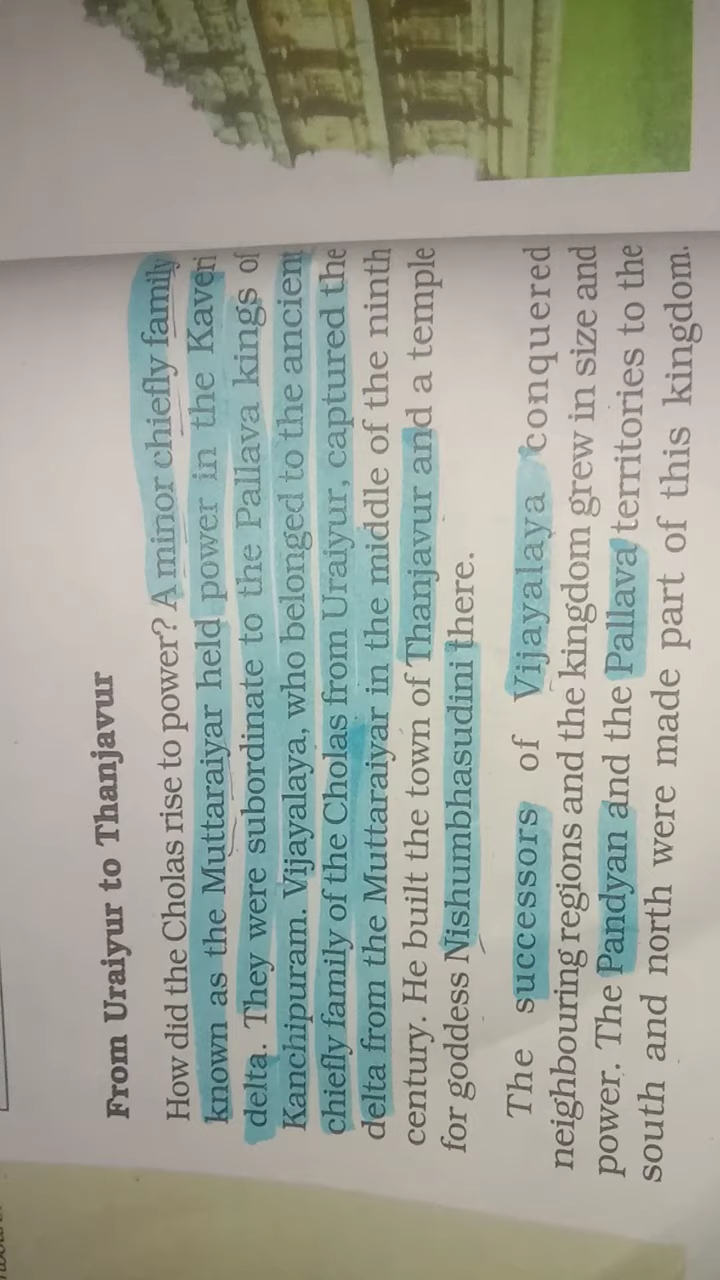 From Uraiyur to Thanjavur
How did the Cholas rise to power? A minor chiefly family
known as the Muttaraiyar held power in the Kaveri
delta. They were subordinate to the Pallava kings of
Kanchipuram. Vijayalaya, who belonged to the ancient
chiefly family of the Cholas from Uraiyur, captured the
delta from the Muttaraiyar in the middle of the ninth
century. He built the town of Thanjavur and a temple
for goddess Nishumbhasudini there.
The successors of Vijayalaya conquered
neighbouring regions and the kingdom grew in size and
power. The Pandyan and the Pallava territories to the
south and north were made part of this kingdom.